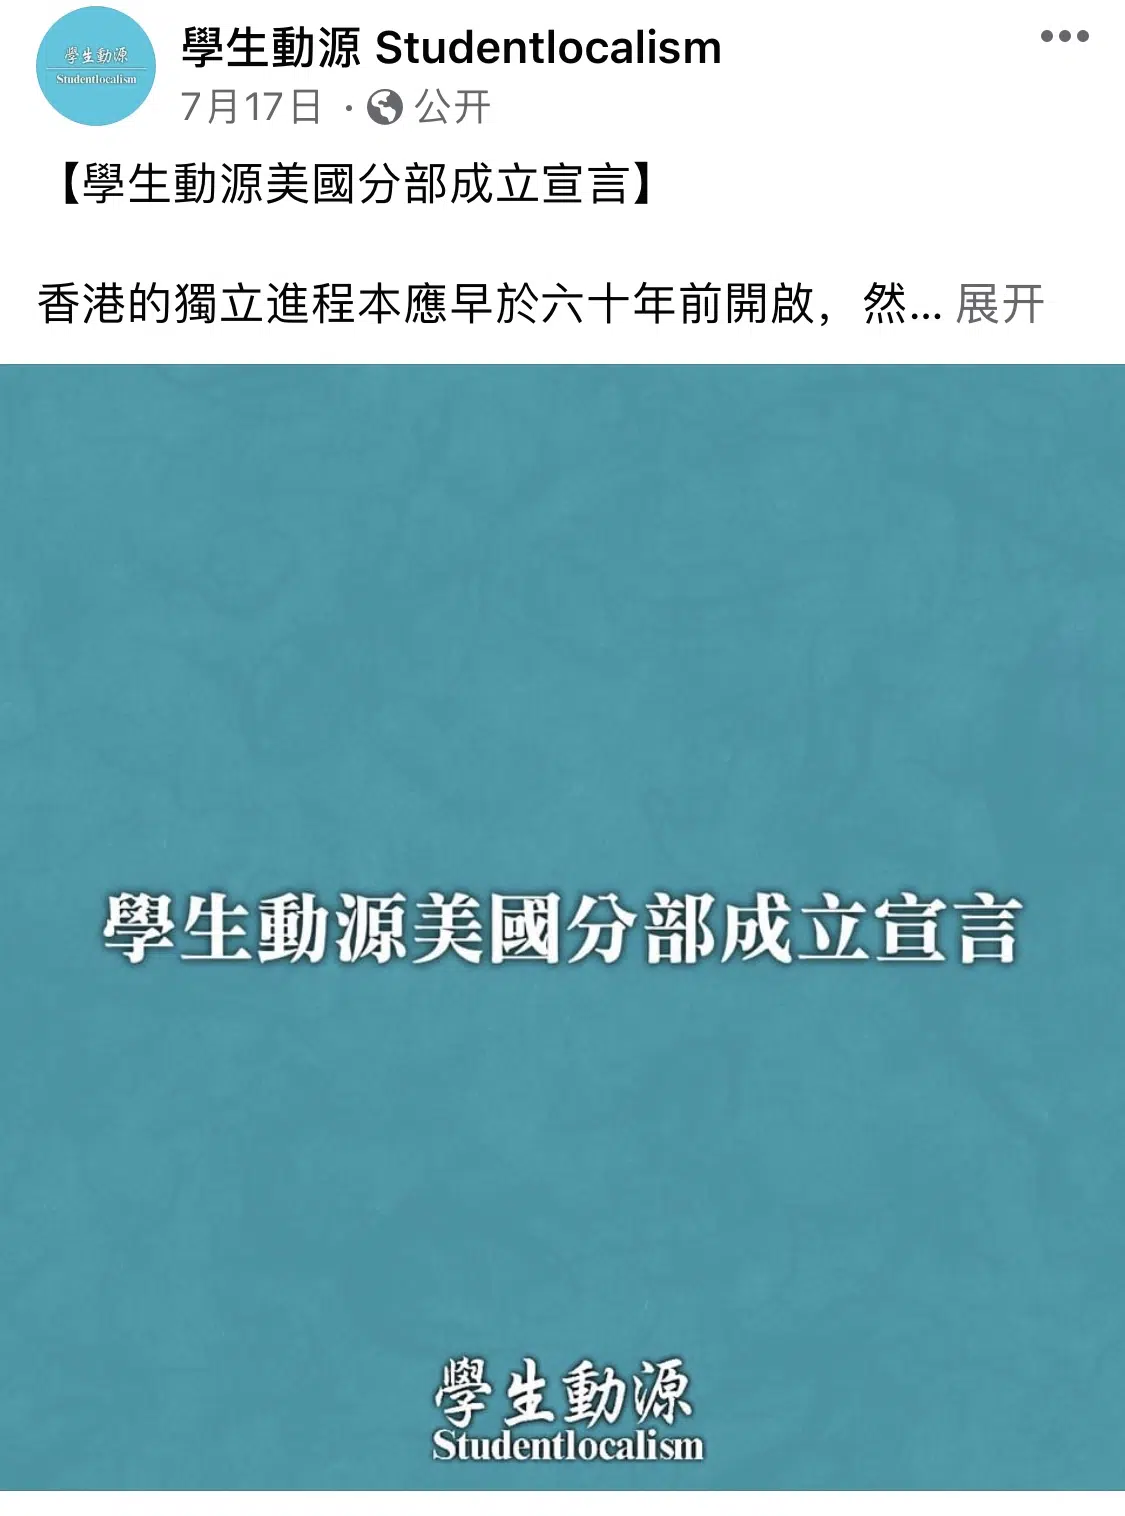 學生動源
Studentlocalism
學生動源 Studentlocalism
7月17日 · 公开
【學生動源美國分部成立宣言】
香港的獨立進程本應早於六十年前開啟，然... 展开
學生動源美國分部成立宣言
學生動源
Studentlocalism